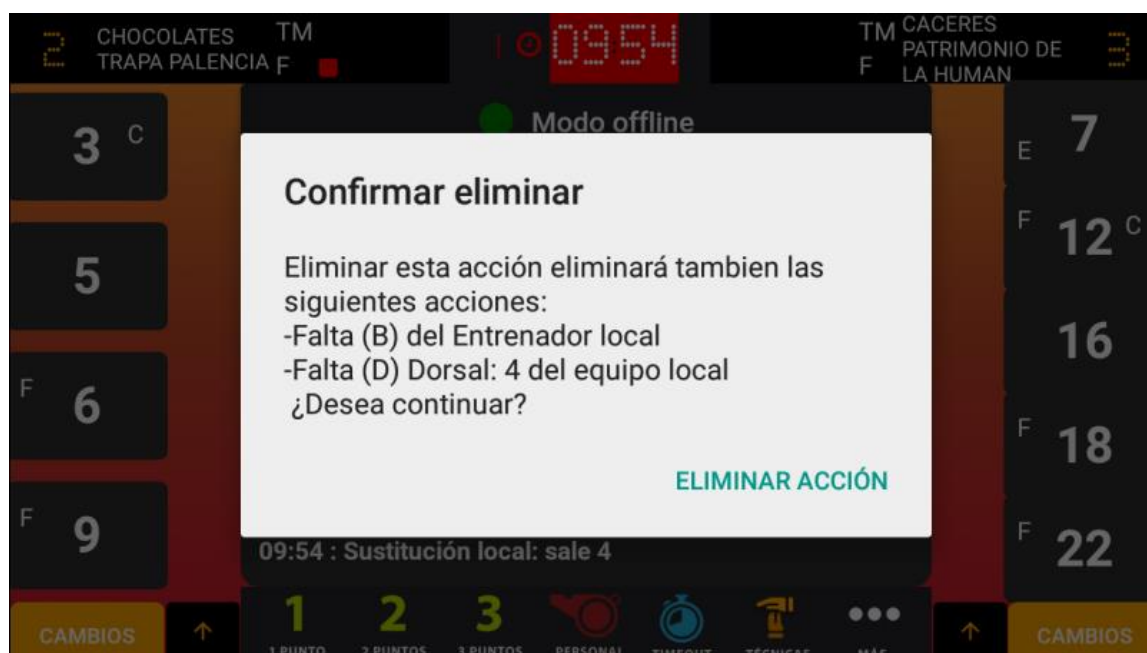 2
CHOCOLATES
TRAPA PALENCIA
TM
F
09:54
TM
F
CACERES
PATRIMONIO DE
LA HUMAN
3
Modo offline
3 C
5
F 6
F 9
Confirmar eliminar
Eliminar esta acción eliminará tambien las
siguientes acciones:
-Falta (B) del Entrenador local
-Falta (D) Dorsal: 4 del equipo local
¿Desea continuar?
ELIMINAR ACCIÓN
09:54 : Sustitución local: sale 4
E 7
F 12 C
16
F 18
F 22
CAMBIOS
1
1 PUNTO
2
2 PUNTOS
3
3 PUNTOS
PERSONAL
TIMEOUT
TÉCNICAS
MÁS
CAMBIOS